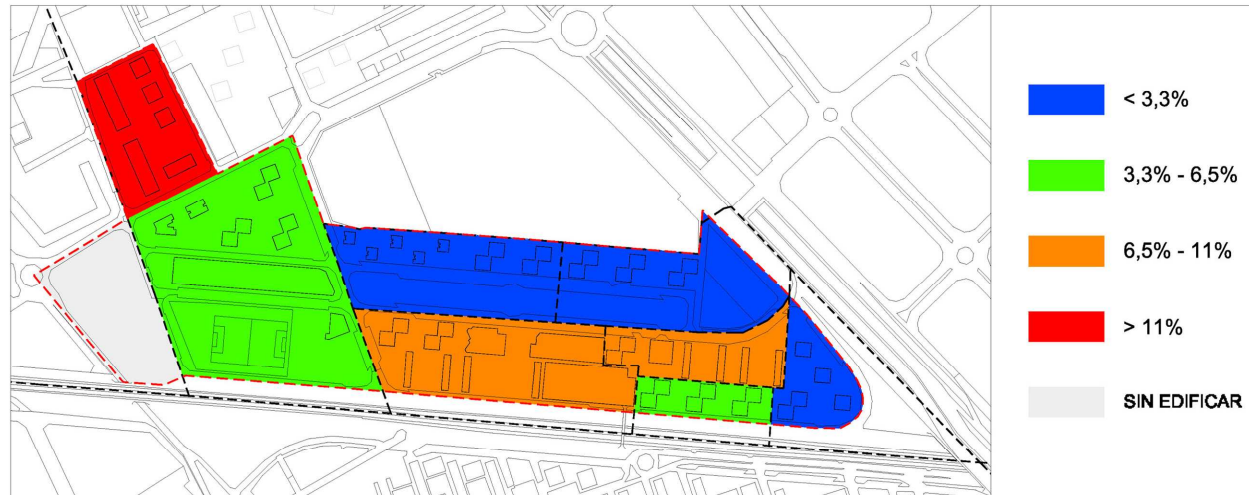 < 3,3%
3,3% - 6,5%
6,5% - 11%
> 11%
SIN EDIFICAR